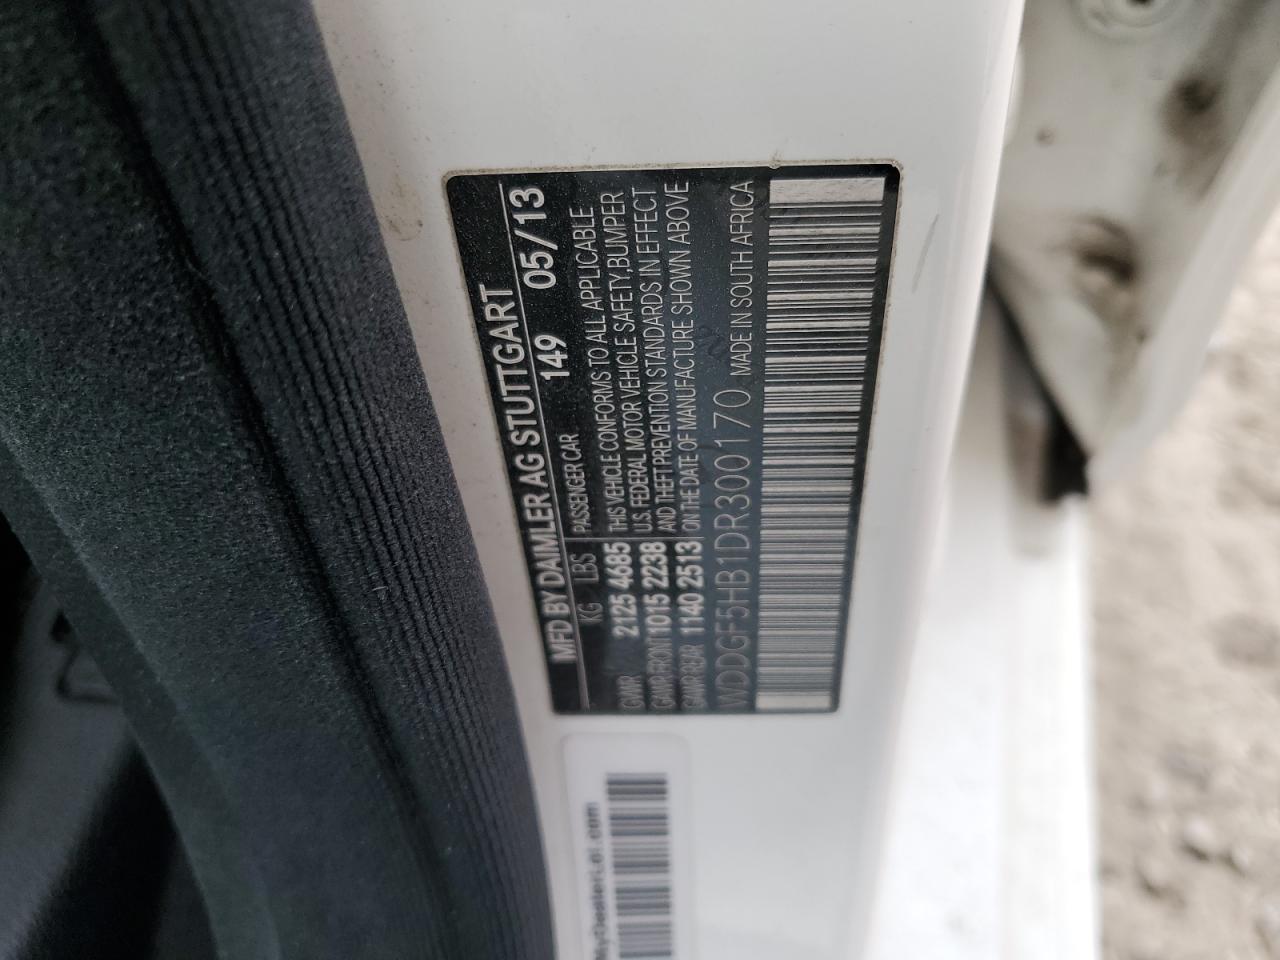 MFD BY DAIMLER AG STUTTGART
KG LBS 149 05/13
PASSENGER CAR
GVWR 2125 4685 THIS VEHICLE CONFORMS TO ALL APPLICABLE
U.S. FEDERAL MOTOR VEHICLE SAFETY,BUMPER
GAWR FRONT 1015 2238 AND THEFT PREVENTION STANDARDS IN EFFECT
GAWR REAR 1140 2513 ON THE DATE OF MANUFACTURE SHOWN ABOVE
WDDGF5HB1DR300170 MADE IN SOUTH AFRICA
DealerLot.com